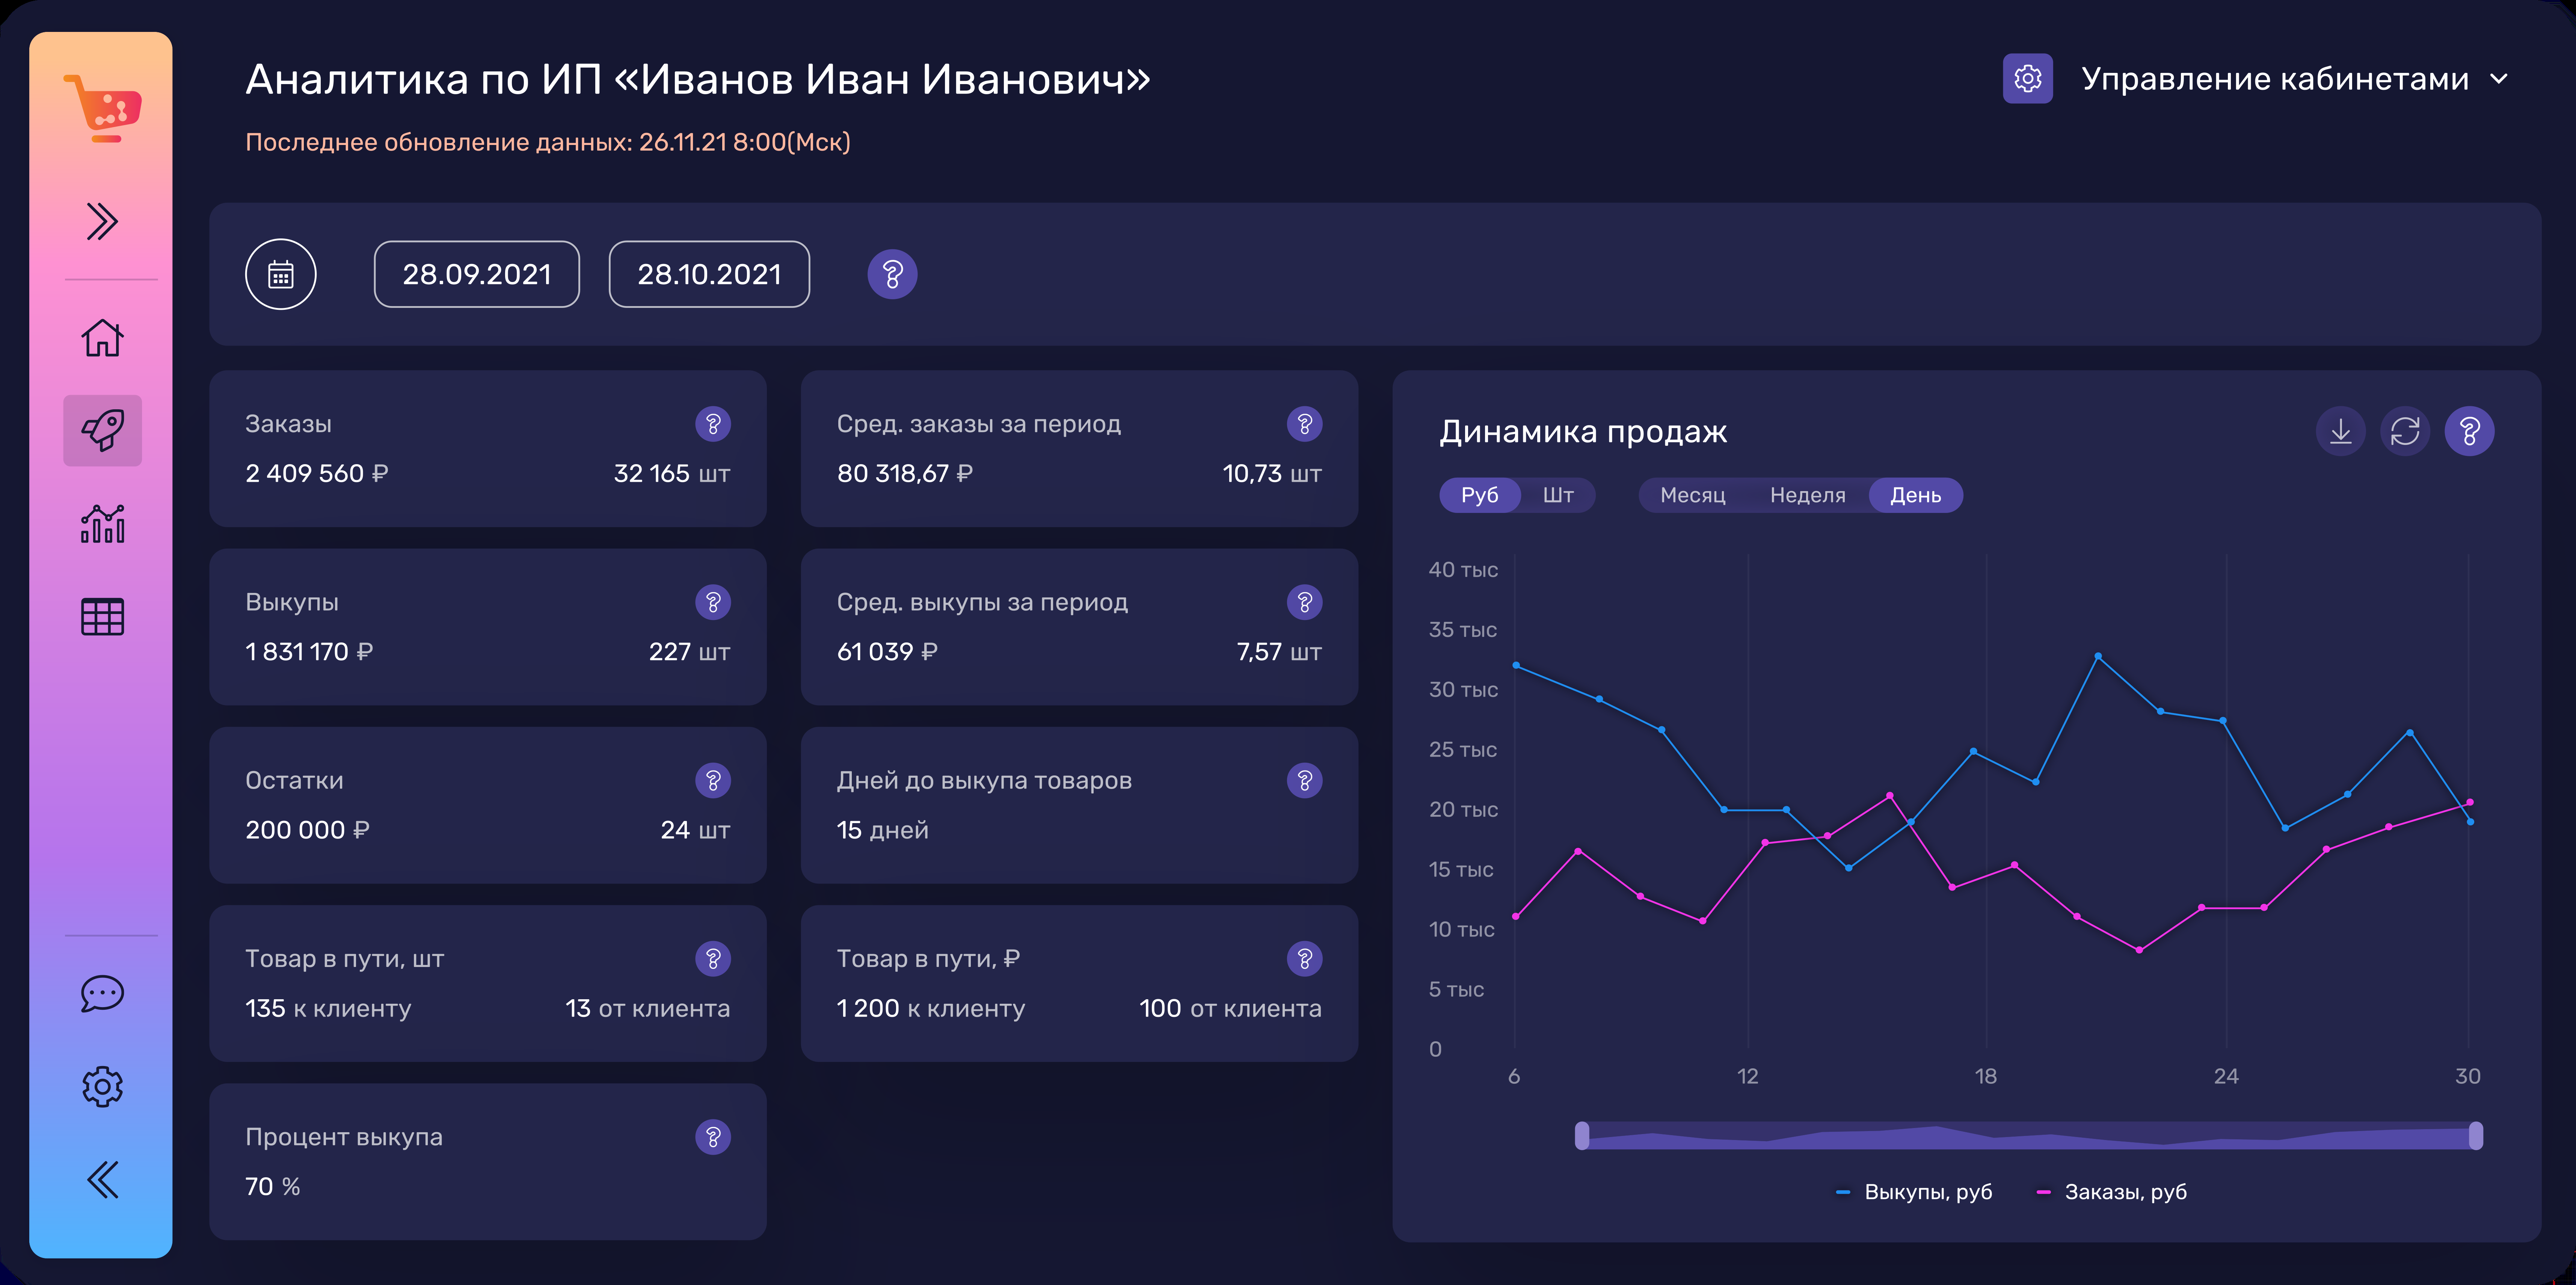 Аналитика по ИП «Иванов Иван Иванович»
Управление кабинетами
Последнее обновление данных: 26.11.21 8:00(Мск)
28.09.2021
28.10.2021
?
Заказы
?
2 409 560 ₽
32 165 шт
Сред. заказы за период
?
80 318,67 ₽
10,73 шт
Выкупы
?
1 831 170 ₽
227 шт
Сред. выкупы за период
?
61 039 ₽
7,57 шт
Остатки
?
200 000 ₽
24 шт
Дней до выкупа товаров
?
15 дней
Товар в пути, шт
?
135 к клиенту
13 от клиента
Товар в пути, ₽
?
1 200 к клиенту
100 от клиента
Процент выкупа
?
70 %
Динамика продаж
?
Руб
Шт
Месяц
Неделя
День
40 тыс
35 тыс
30 тыс
25 тыс
20 тыс
15 тыс
10 тыс
5 тыс
0
6
12
18
24
30
Выкупы, руб
Заказы, руб